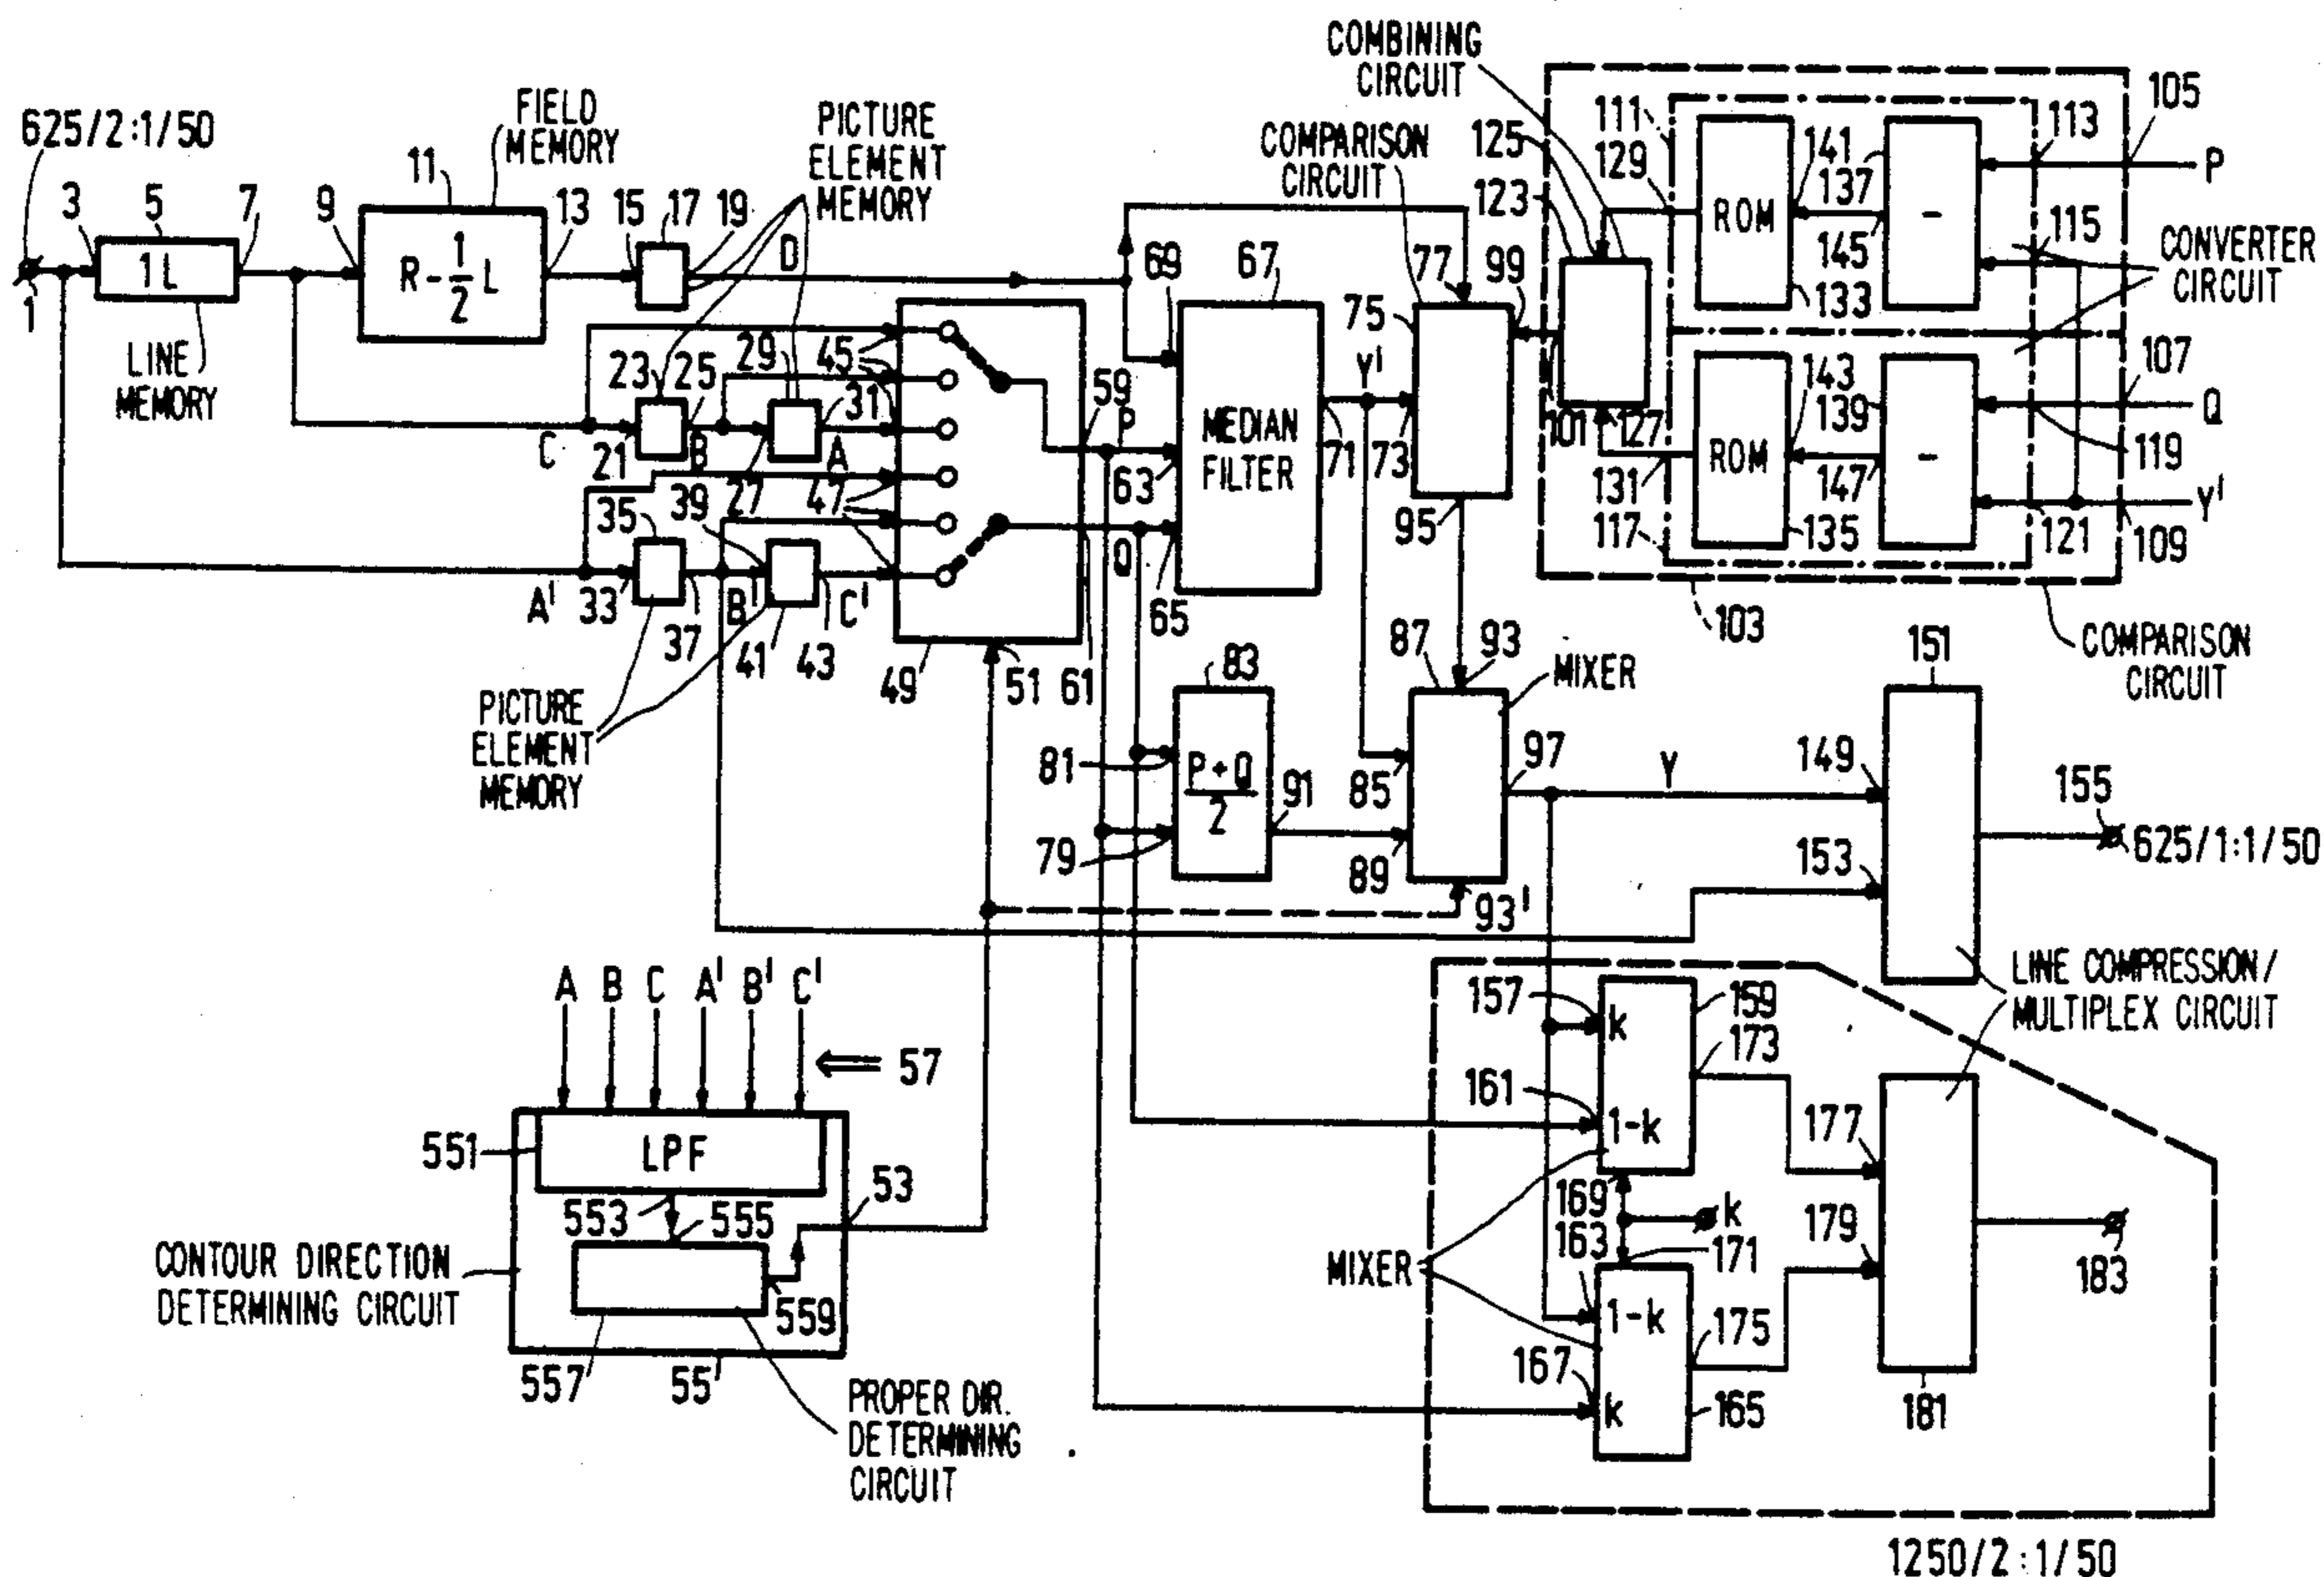 COMBINING
CIRCUIT
FIELD
MEMORY
PICTURE
ELEMENT
MEMORY
COMPARISON
CIRCUIT
625/2:1/50
1
3
5
1L
7
LINE
MEMORY
9
11
R-1/2 L
13
15
17
19
D
C
21
23
25
B
27
29
31
A
A'
33
35
37
39
B'
41
43
C'
PICTURE
ELEMENT
MEMORY
45
47
49
51
59
P
61
Q
63
65
67
MEDIAN
FILTER
69
71
Y'
73
75
77
95
99
101
123
125
127
111
129
131
117
ROM
133
141
137
-
145
113
105
P
115
CONVERTER
CIRCUIT
ROM
135
143
139
-
147
107
Q
119
121
109
Y'
103
COMPARISON
CIRCUIT
79
81
83
P+Q
2
91
85
87
89
93
93'
MIXER
97
Y
149
151
153
155
625/1:1/50
LINE COMPRESSION/
MULTIPLEX CIRCUIT
A B C A' B' C'
57
551
LPF
553
555
53
CONTOUR DIRECTION
DETERMINING CIRCUIT
557
559
55
PROPER DIR.
DETERMINING
CIRCUIT
157
k
159
161
1-k
173
169
k
163
171
MIXER
1-k
167
k
165
175
177
179
181
183
1250/2:1/50